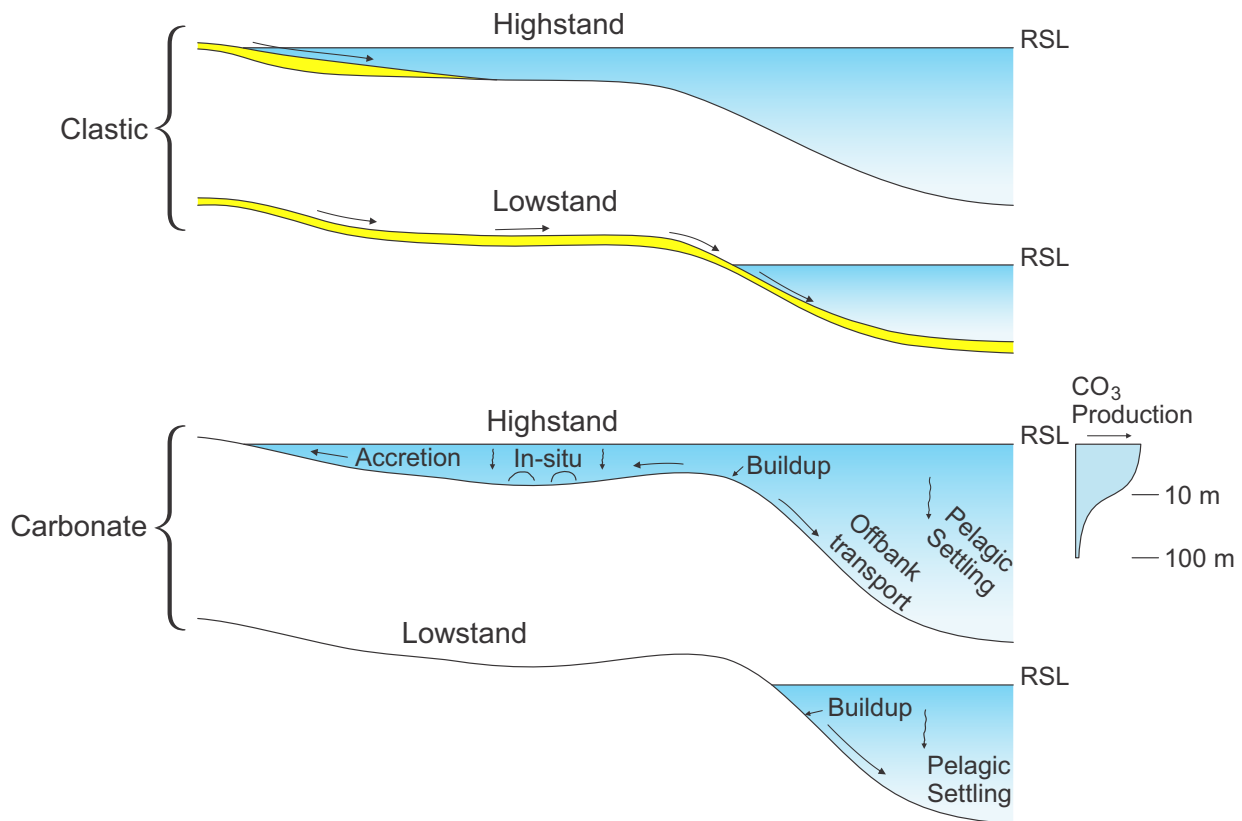 Highstand
RSL
Clastic
Lowstand
RSL
CO₃
Production
Highstand
RSL
Accretion
In-situ
Buildup
10 m
Pelagic
Settling
Offbank
transport
Carbonate
100 m
Lowstand
RSL
Buildup
Pelagic
Settling